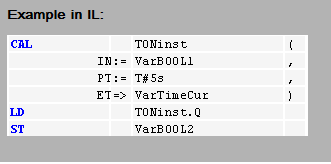 Example in IL:
CAL TONinst (
IN:= VarBOOL1 ,
PT:= T#5s ,
ET=> VarTimeCur )
LD TONinst.Q
ST VarBOOL2